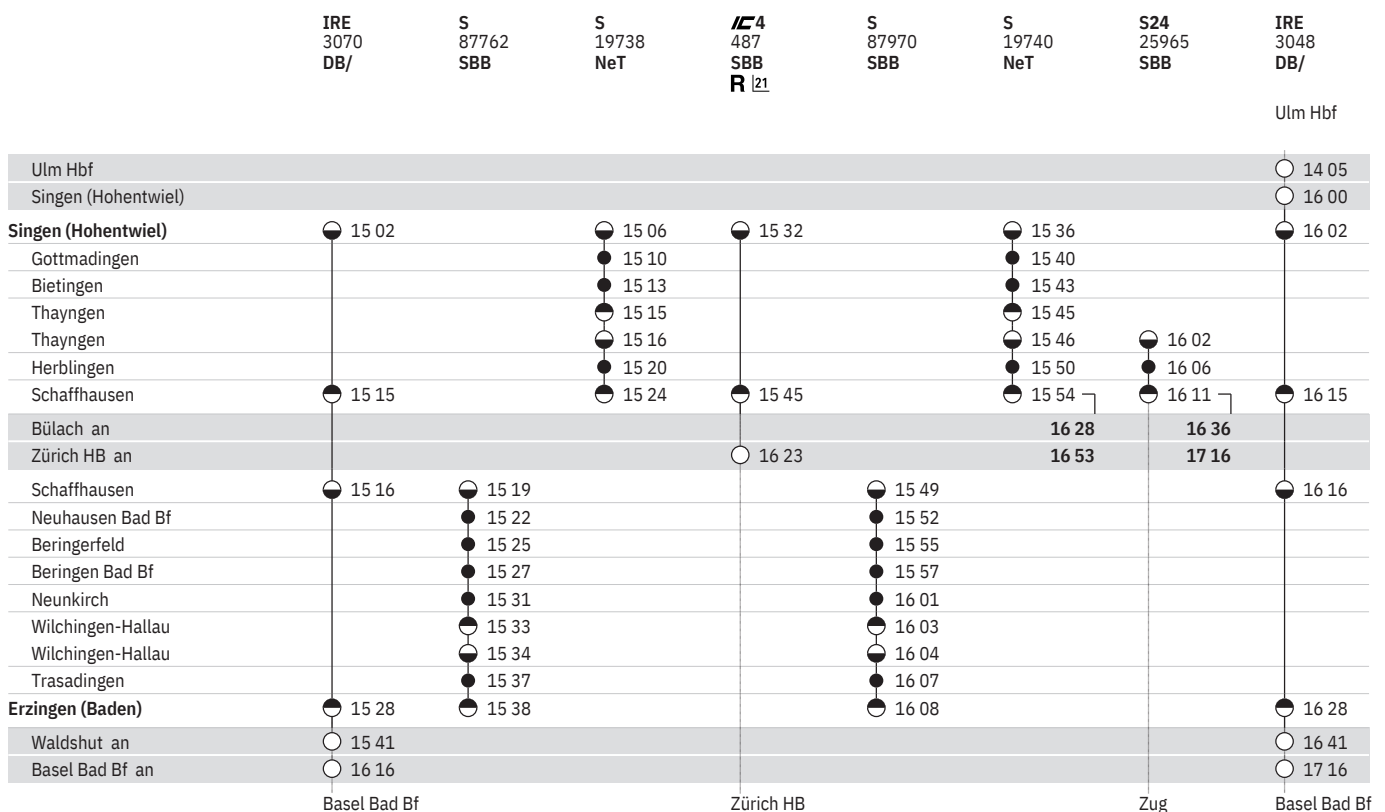 IRE S S IC4 S S S24 IRE
3070 87762 19738 487 87970 19740 25965 3048
DB/ SBB NeT SBB SBB NeT SBB DB/
R 21
Ulm Hbf
Ulm Hbf 14 05
Singen (Hohentwiel) 16 00
Singen (Hohentwiel) 15 02 15 06 15 32 15 36 16 02
Gottmadingen 15 10 15 40
Bietingen 15 13 15 43
Thayngen 15 15 15 45
Thayngen 15 16 15 46 16 02
Herblingen 15 20 15 50 16 06
Schaffhausen 15 15 15 24 15 45 15 54 16 11 16 15
Bülach an 16 28 16 36
Zürich HB an 16 23 16 53 17 16
Schaffhausen 15 16 15 19 15 49 16 16
Neuhausen Bad Bf 15 22 15 52
Beringerfeld 15 25 15 55
Beringen Bad Bf 15 27 15 57
Neunkirch 15 31 16 01
Wilchingen-Hallau 15 33 16 03
Wilchingen-Hallau 15 34 16 04
Trasadingen 15 37 16 07
Erzingen (Baden) 15 28 15 38 16 08 16 28
Waldshut an 15 41 16 41
Basel Bad Bf an 16 16 17 16
Basel Bad Bf Zürich HB Zug Basel Bad Bf